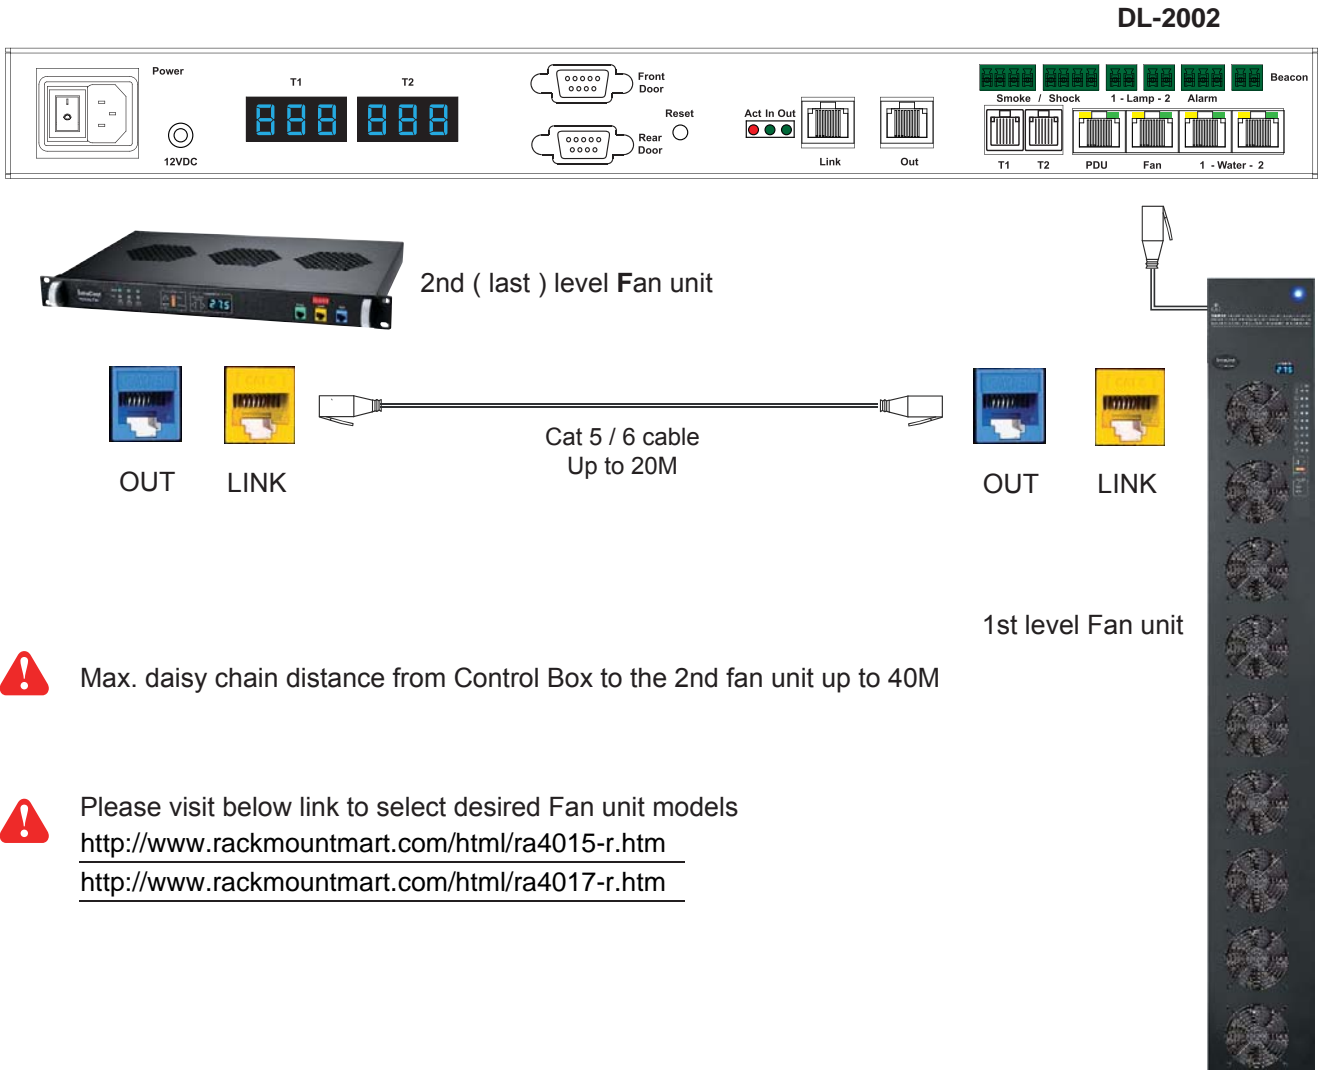 DL-2002
Power
12VDC
T1
T2
Front
Door
Rear
Door
Reset
Act In Out
Link
Out
Smoke / Shock
1 - Lamp - 2
Alarm
Beacon
T1
T2
PDU
Fan
1 - Water - 2
2nd ( last ) level Fan unit
275
275
OUT
LINK
Cat 5 / 6 cable
Up to 20M
OUT
LINK
1st level Fan unit
Max. daisy chain distance from Control Box to the 2nd fan unit up to 40M
Please visit below link to select desired Fan unit models
http://www.rackmountmart.com/html/ra4015-r.htm
http://www.rackmountmart.com/html/ra4017-r.htm